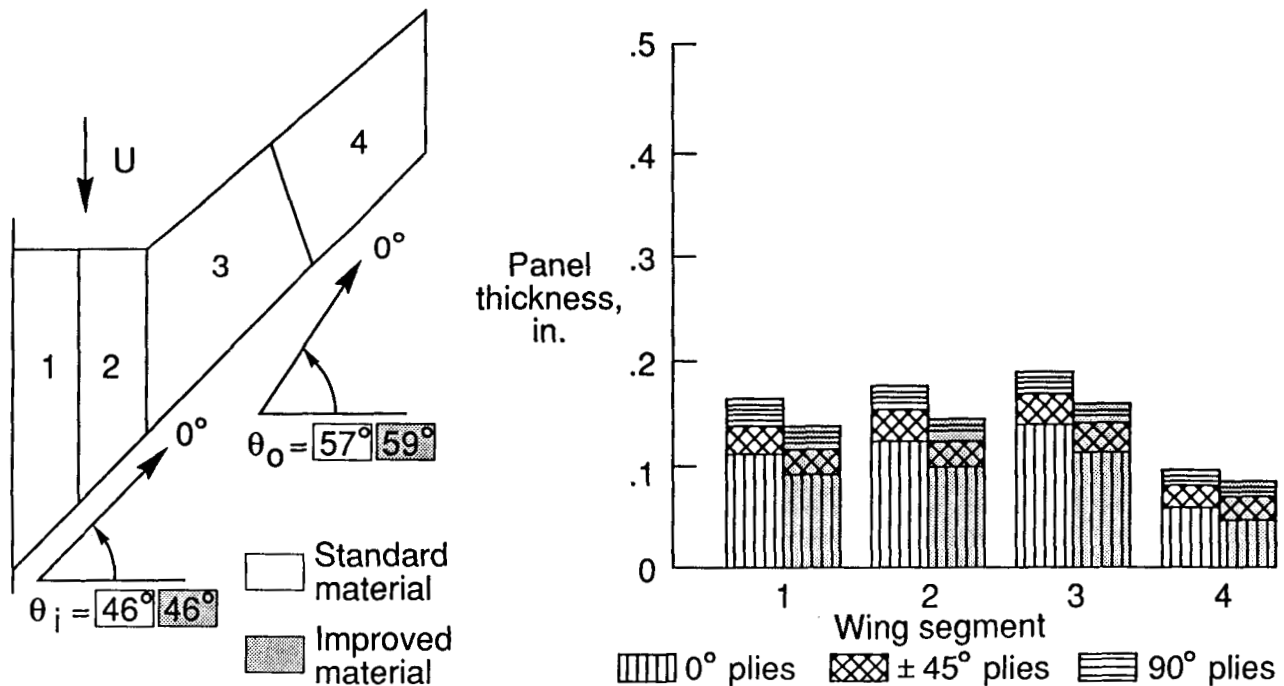 U
4
3
1
2
0°
θo = 57° 59°
0°
θi = 46° 46°
Standard
material
Improved
material
Panel
thickness,
in.
.5
.4
.3
.2
.1
0
1 2 3 4
Wing segment
0° plies ± 45° plies 90° plies